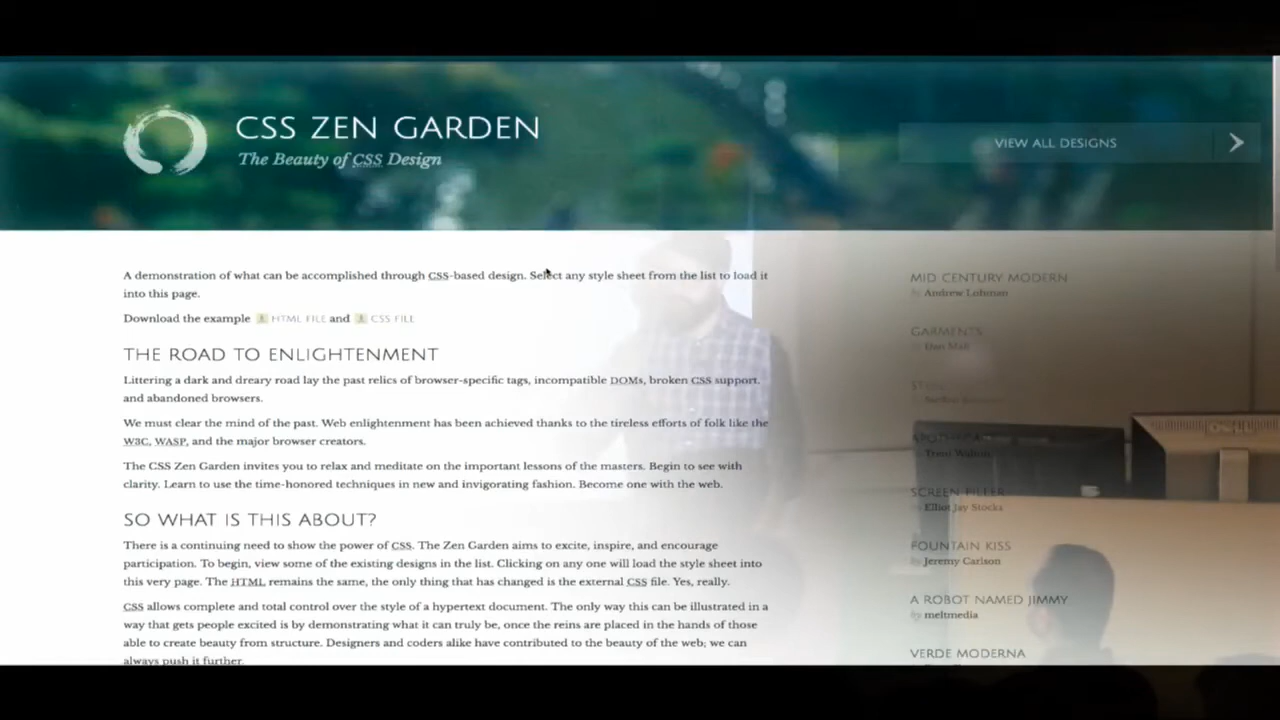 CSS ZEN GARDEN
The Beauty of CSS Design
VIEW ALL DESIGNS
A demonstration of what can be accomplished through CSS-based design. Select any style sheet from the list to load it
into this page.
Download the example HTML FILE and CSS FILE
THE ROAD TO ENLIGHTENMENT
Littering a dark and dreary road lay the past relics of browser-specific tags, incompatible DOMs, broken CSS support,
and abandoned browsers.
We must clear the mind of the past. Web enlightenment has been achieved thanks to the tireless efforts of folk like the
W3C, WASP, and the major browser creators.
The CSS Zen Garden invites you to relax and meditate on the important lessons of the masters. Begin to see with
clarity. Learn to use the time-honored techniques in new and invigorating fashion. Become one with the web.
SO WHAT IS THIS ABOUT?
There is a continuing need to show the power of CSS. The Zen Garden aims to excite, inspire, and encourage
participation. To begin, view some of the existing designs in the list. Clicking on any one will load the style sheet into
this very page. The HTML remains the same, the only thing that has changed is the external CSS file. Yes, really.
CSS allows complete and total control over the style of a hypertext document. The only way this can be illustrated in a
way that gets people excited is by demonstrating what it can truly be, once the reins are placed in the hands of those
able to create beauty from structure. Designers and coders alike have contributed to the beauty of the web; we can
always push it further.
MID CENTURY MODERN
by Andrew Lohman
GARMENTS
by Dan Mall
APOTHECARY
by Trent Walton
SCREEN FILLER
by Elliot Jay Stocks
FOUNTAIN KISS
by Jeremy Carlson
A ROBOT NAMED JIMMY
by meltmedia
VERDE MODERNA